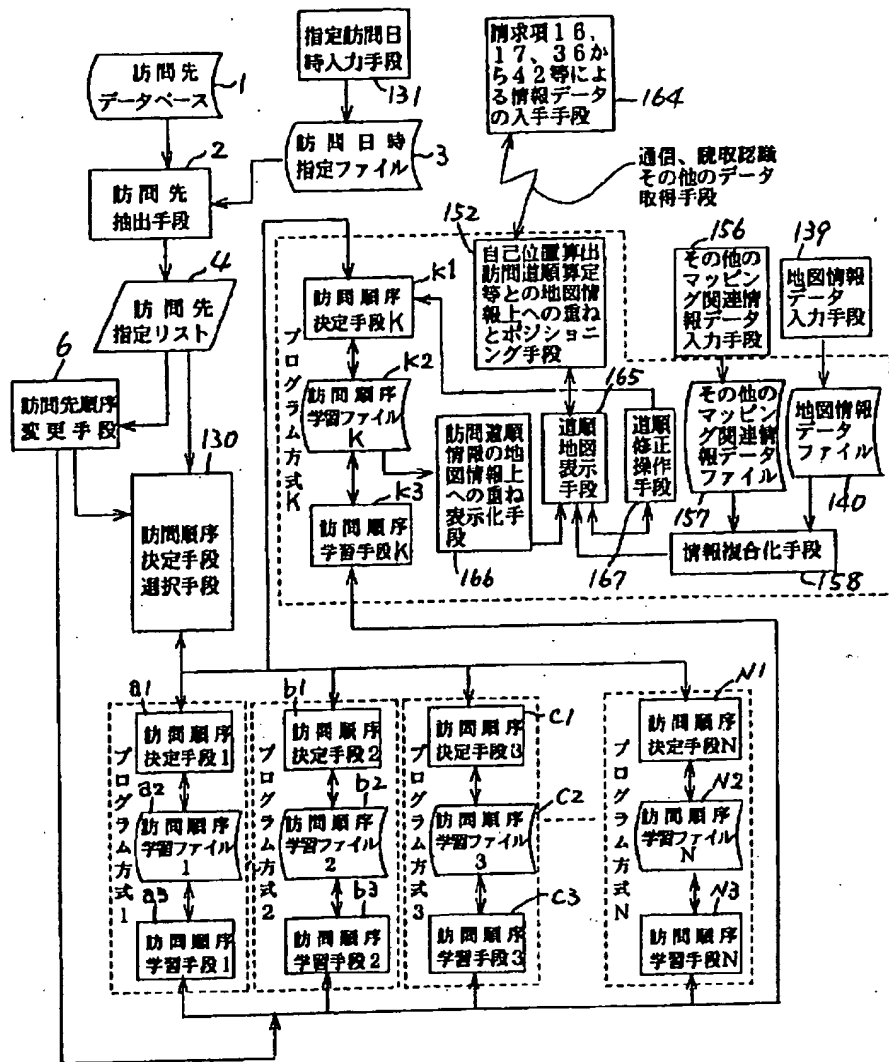 訪問先
データベース
1
指定訪問日
時入力手段
131
請求項16、
17、36か
ら42等によ
る情報データ
の入手手段
164
訪問日時
指定ファイル
3
2
訪問先
抽出手段
通信、読取認識
その他のデータ
取得手段
4
訪問先
指定リスト
6
訪問先順序
変更手段
130
訪問順序
決定手段
選択手段
プログラム方式K
K1
訪問順序
決定手段K
K2
訪問順序
学習ファイル
K
K3
訪問順序
学習手段K
152
自己位置算出
訪問道順算定
等との地図情
報上への重ね
とポジショニ
ング手段
156
その他の
マッピン
グ関連情
報データ
入力手段
139
地図情報
データ
入力手段
訪問道順
情報の地
図情報上
への重ね
表示化手
段
166
165
道順
地図
表示
手段
道順
修正
操作
手段
167
その他の
マッピン
グ関連情
報データ
ファイル
157
地図情報
データ
ファイル
140
情報複合化手段
158
プログラム方式1
a1
訪問順序
決定手段1
a2
訪問順序
学習ファイル
1
a3
訪問順序
学習手段1
プログラム方式2
b1
訪問順序
決定手段2
b2
訪問順序
学習ファイル
2
b3
訪問順序
学習手段2
プログラム方式3
C1
訪問順序
決定手段3
C2
訪問順序
学習ファイル
3
C3
訪問順序
学習手段3
プログラム方式N
N1
訪問順序
決定手段N
N2
訪問順序
学習ファイル
N
N3
訪問順序
学習手段N